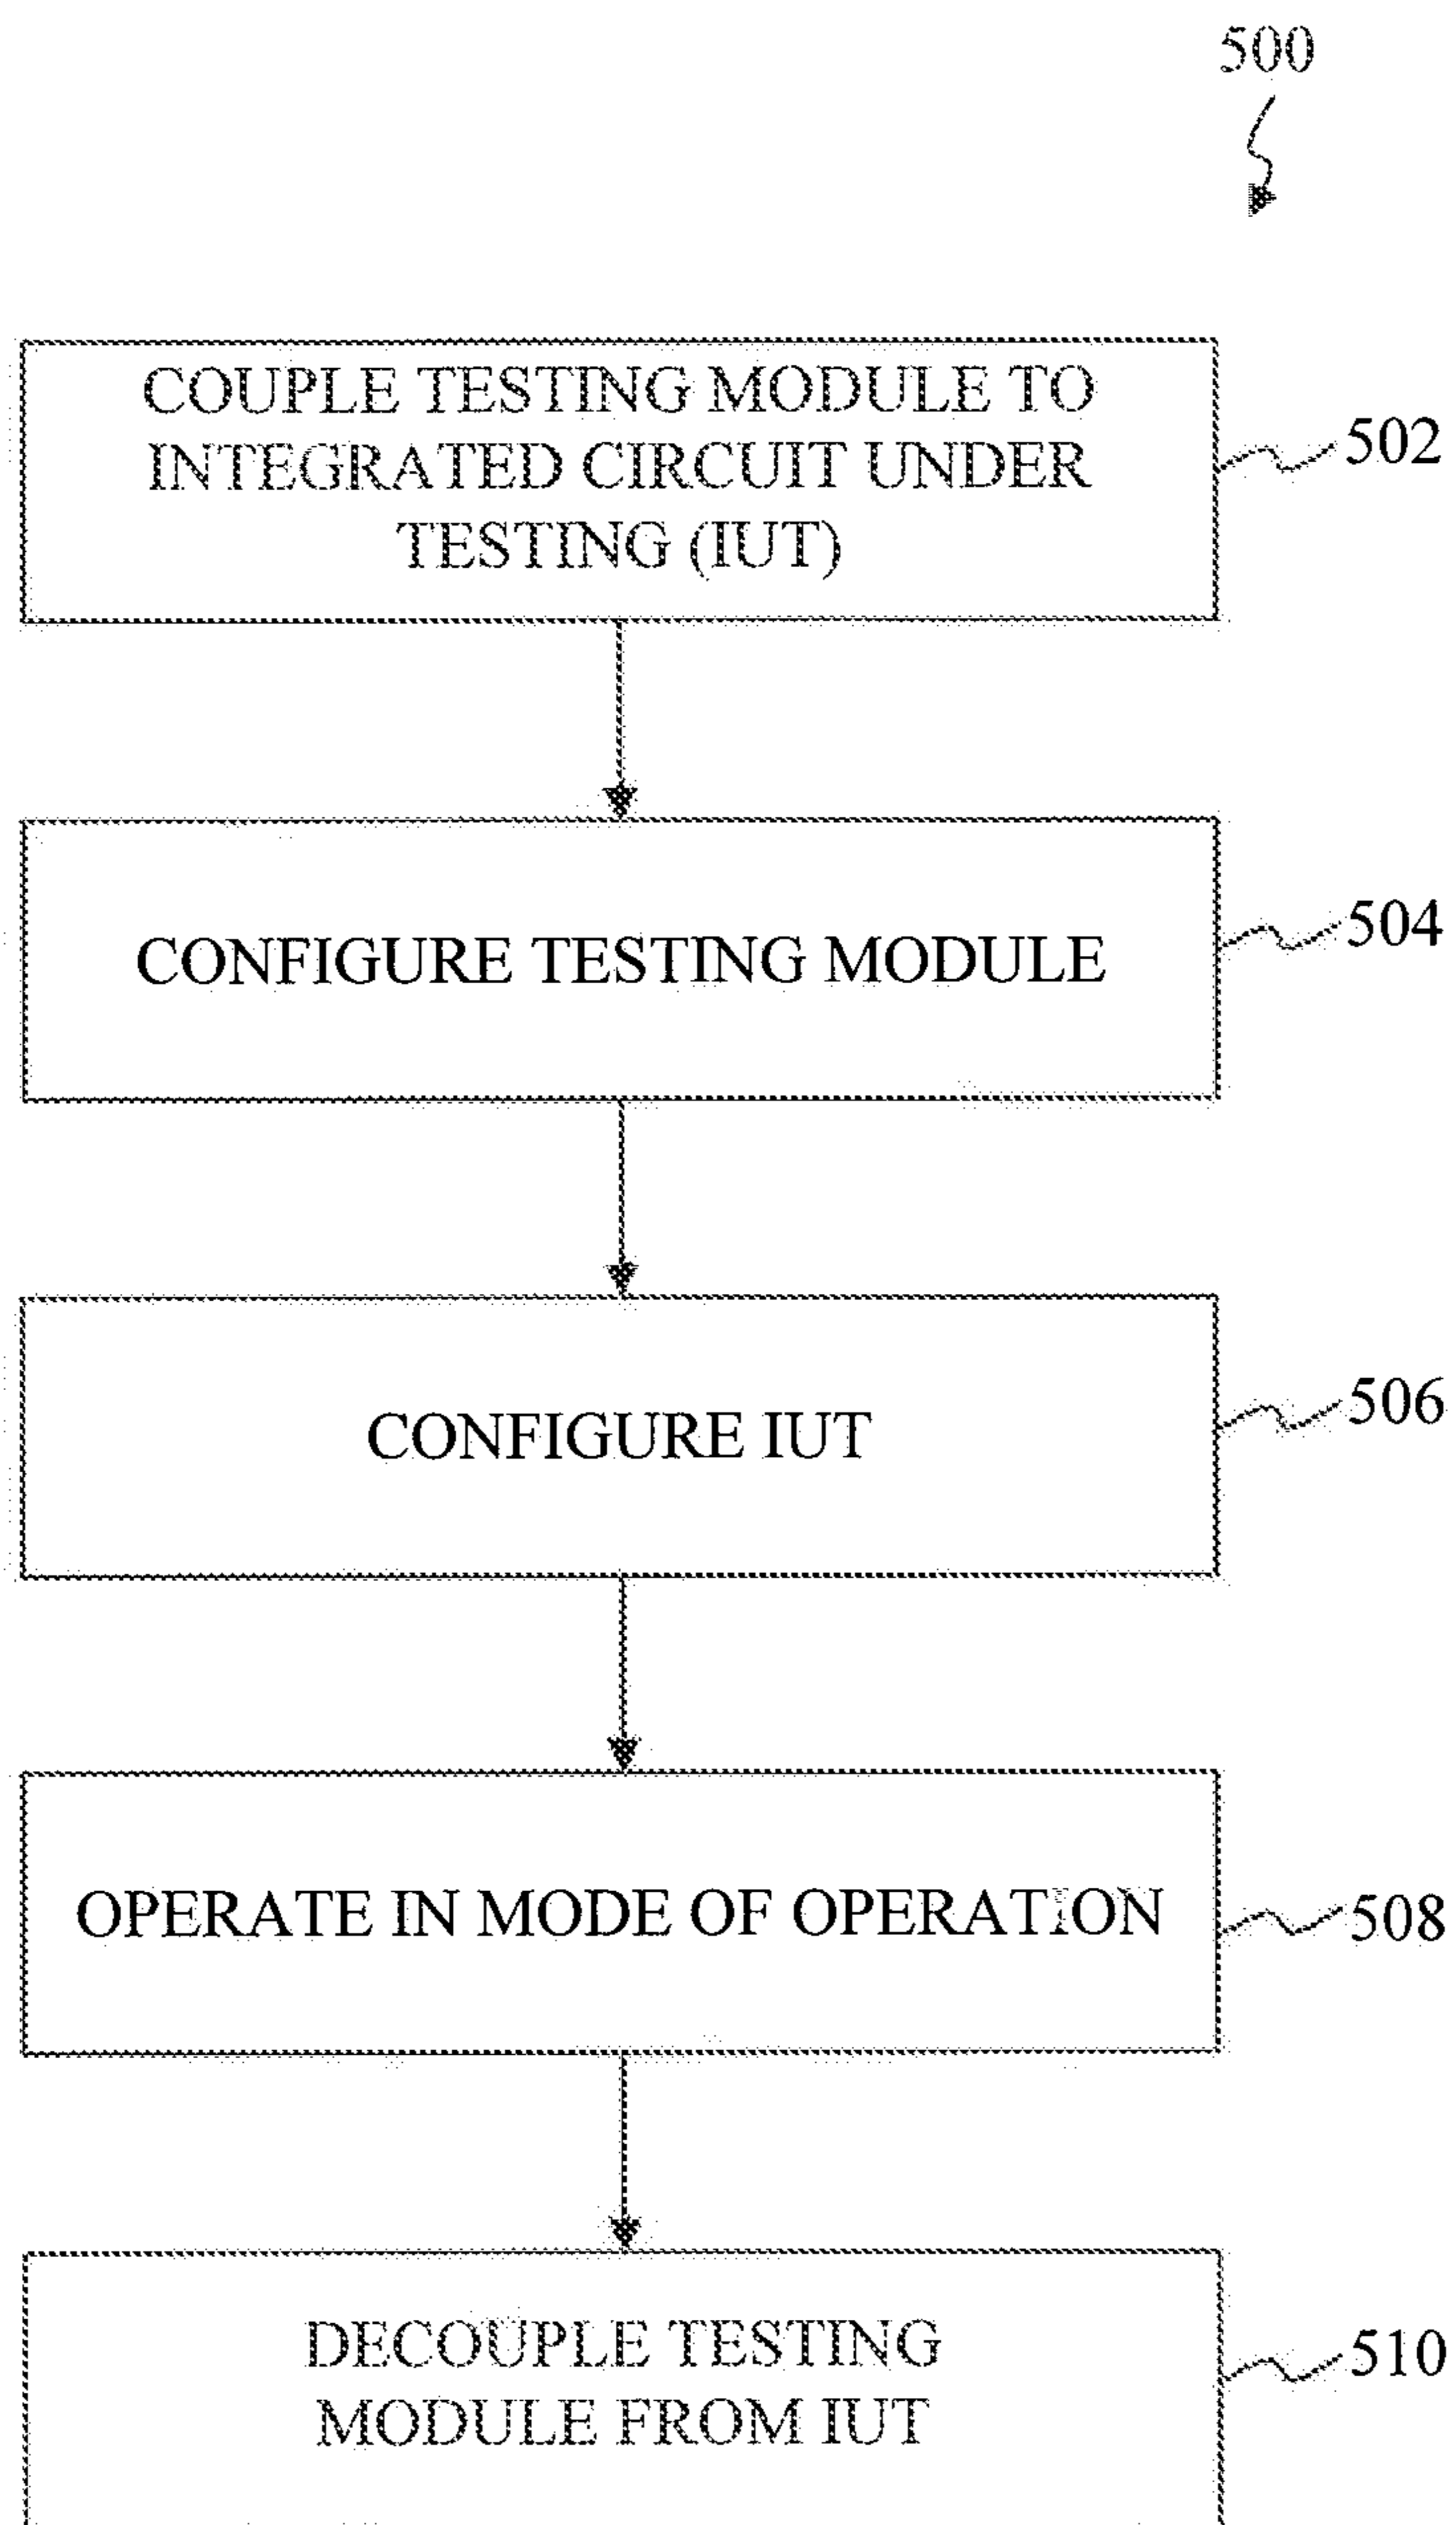 500
COUPLE TESTING MODULE TO
INTEGRATED CIRCUIT UNDER
TESTING (IUT)
502
CONFIGURE TESTING MODULE
504
CONFIGURE IUT
506
OPERATE IN MODE OF OPERATION
508
DECOUPLE TESTING
MODULE FROM IUT
510